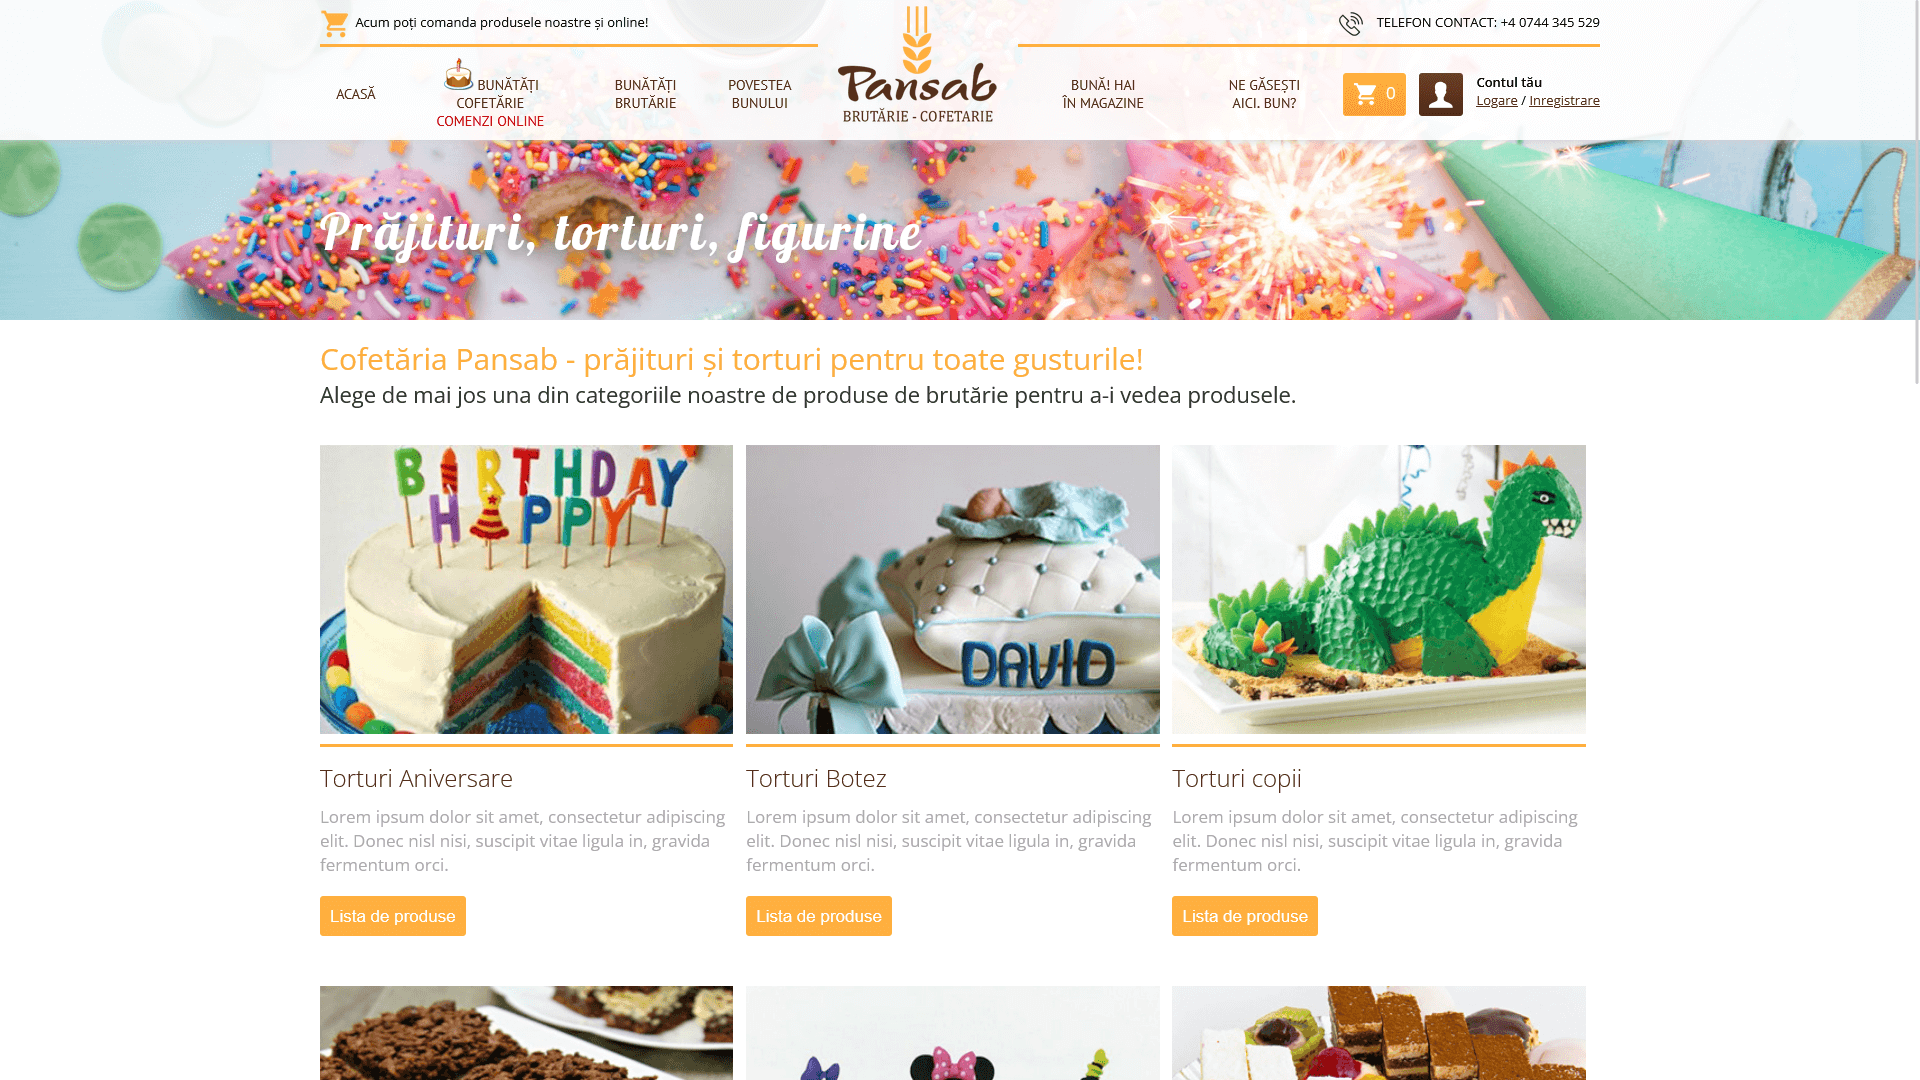 Acum poți comanda produsele noastre și online!
TELEFON CONTACT: +4 0744 345 529
ACASĂ
BUNĂTĂȚI
COFETĂRIE
COMENZI ONLINE
BUNĂTĂȚI
BRUTĂRIE
POVESTEA
BUNULUI
Pansab
BRUTĂRIE - COFETARIE
BUNĂ! HAI
ÎN MAGAZINE
NE GĂSEȘTI
AICI. BUN?
0
Contul tău
Logare / Inregistrare
Prăjituri, torturi, figurine
Cofetăria Pansab - prăjituri și torturi pentru toate gusturile!
Alege de mai jos una din categoriile noastre de produse de brutărie pentru a-i vedea produsele.
BIRTHDAY
HAPPY
DAVID
Torturi Aniversare
Lorem ipsum dolor sit amet, consectetur adipiscing
elit. Donec nisl nisi, suscipit vitae ligula in, gravida
fermentum orci.
Lista de produse
Torturi Botez
Lorem ipsum dolor sit amet, consectetur adipiscing
elit. Donec nisl nisi, suscipit vitae ligula in, gravida
fermentum orci.
Lista de produse
Torturi copii
Lorem ipsum dolor sit amet, consectetur adipiscing
elit. Donec nisl nisi, suscipit vitae ligula in, gravida
fermentum orci.
Lista de produse